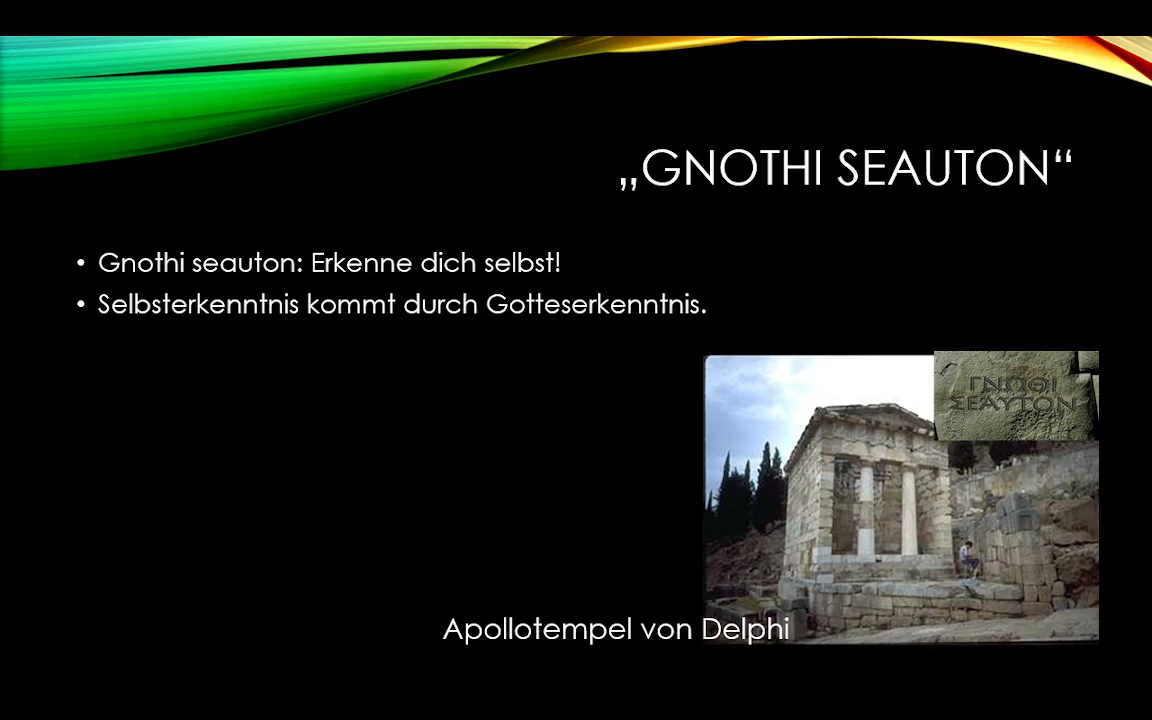 „GNOTHI SEAUTON“
• Gnothi seauton: Erkenne dich selbst!
• Selbsterkenntnis kommt durch Gotteserkenntnis.
ΓΝΩΘΙ
ΣΕΑΥΤΟΝ
Apollotempel von Delphi